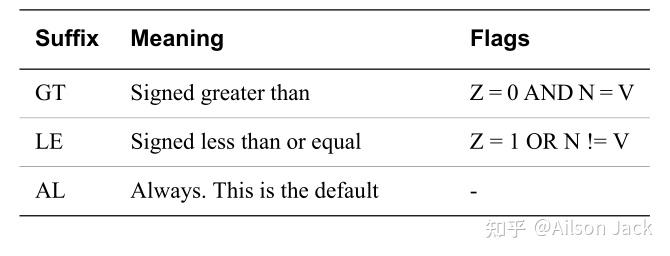 Suffix Meaning Flags
GT Signed greater than Z = 0 AND N = V
LE Signed less than or equal Z = 1 OR N != V
AL Always. This is the default -
知乎 @Ailson Jack